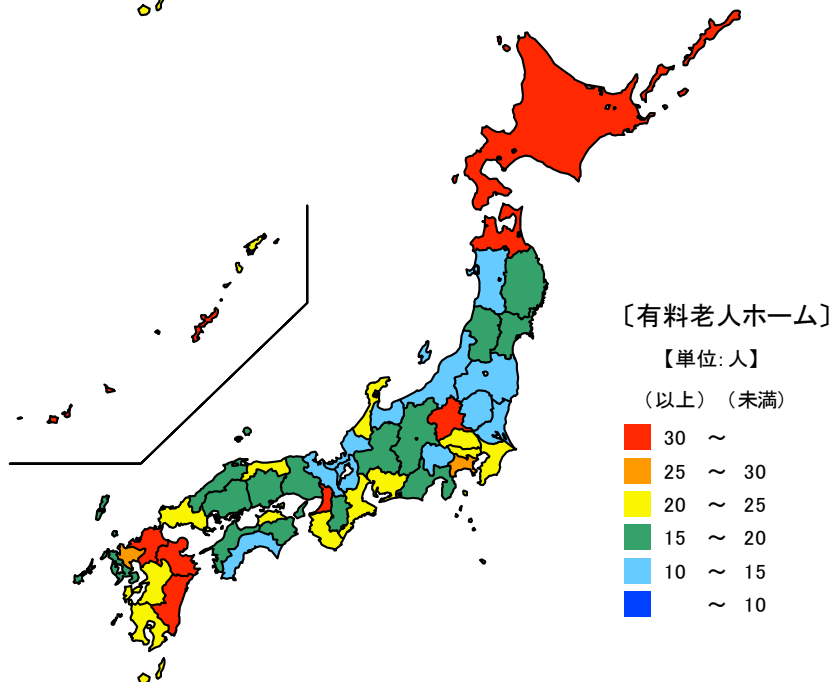 〔有料老人ホーム〕
【単位:人】
(以上) (未満)
30 ～
25 ～ 30
20 ～ 25
15 ～ 20
10 ～ 15
～ 10